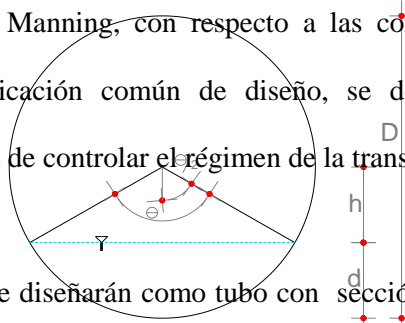 Manning, con respecto a las co
icación común de diseño, se d
D
de controlar el régimen de la trans
h
d
e diseñarán como tubo con secció